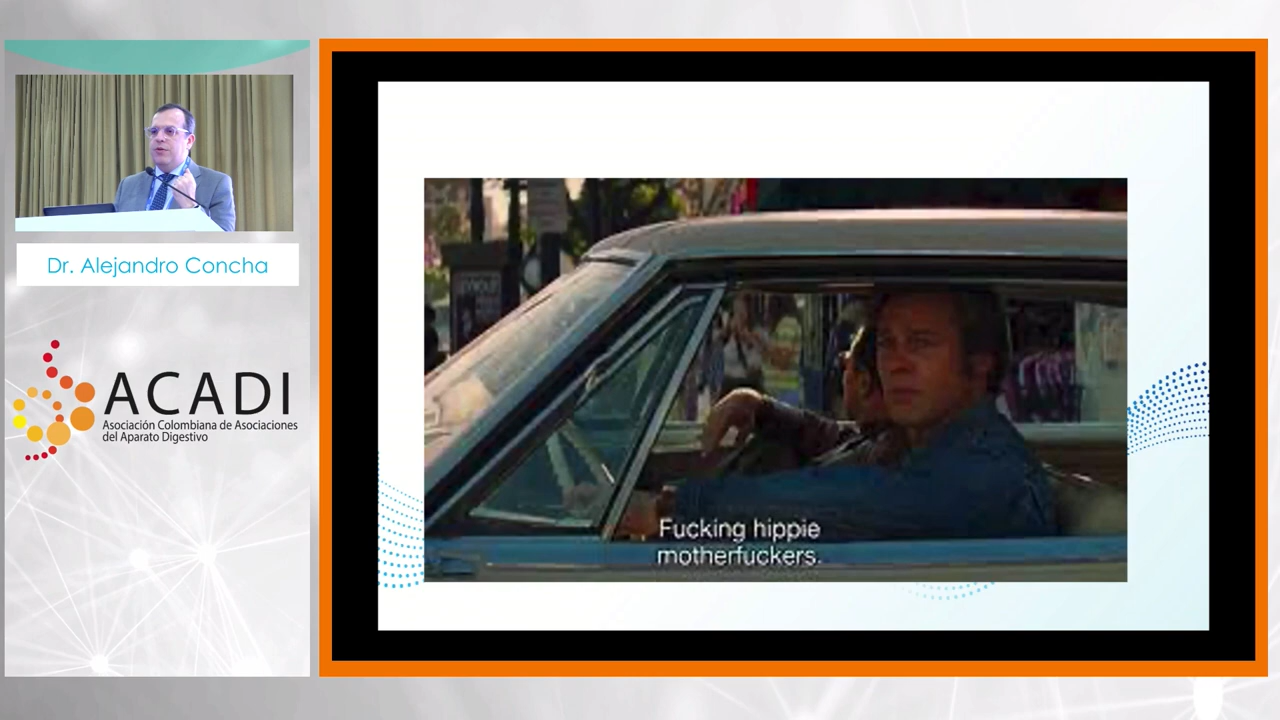 Dr. Alejandro Concha
ACADI
Asociación Colombiana de Asociaciones
del Aparato Digestivo
Fucking hippie
motherfuckers.